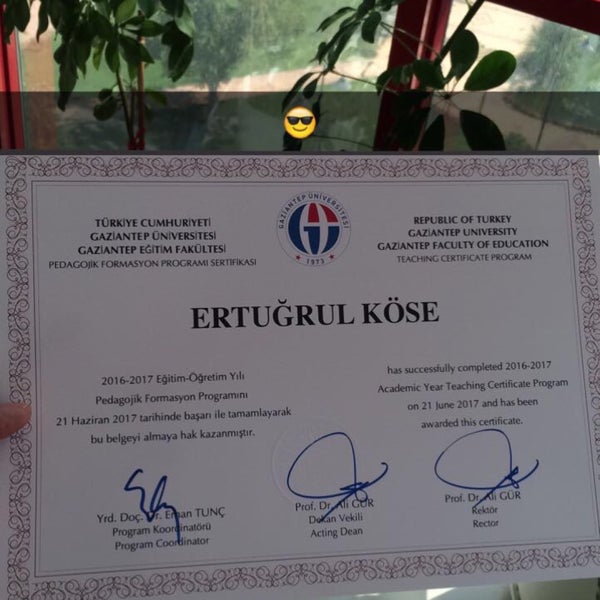 TÜRKİYE CUMHURİYETİ
GAZİANTEP ÜNİVERSİTESİ
GAZİANTEP EĞİTİM FAKÜLTESİ
PEDAGOJİK FORMASYON PROGRAMI SERTİFİKASI
GAZİANTEP ÜNİVERSİTESİ
1973
REPUBLIC OF TURKEY
GAZİANTEP UNIVERSITY
GAZİANTEP FACULTY OF EDUCATION
TEACHING CERTIFICATE PROGRAM
ERTUĞRUL KÖSE
2016-2017 Eğitim-Öğretim Yılı
Pedagojik Formasyon Programını
21 Haziran 2017 tarihinde başarı ile tamamlayarak
bu belgeyi almaya hak kazanmıştır.
has successfully completed 2016-2017
Academic Year Teaching Certificate Program
on 21 June 2017 and has been
awarded this certificate.
Yrd. Doç. Dr. Erhan TUNÇ
Program Koordinatörü
Program Coordinator
Prof. Dr. Ali GÜR
Dekan Vekili
Acting Dean
Prof. Dr. Ali GÜR
Rektör
Rector